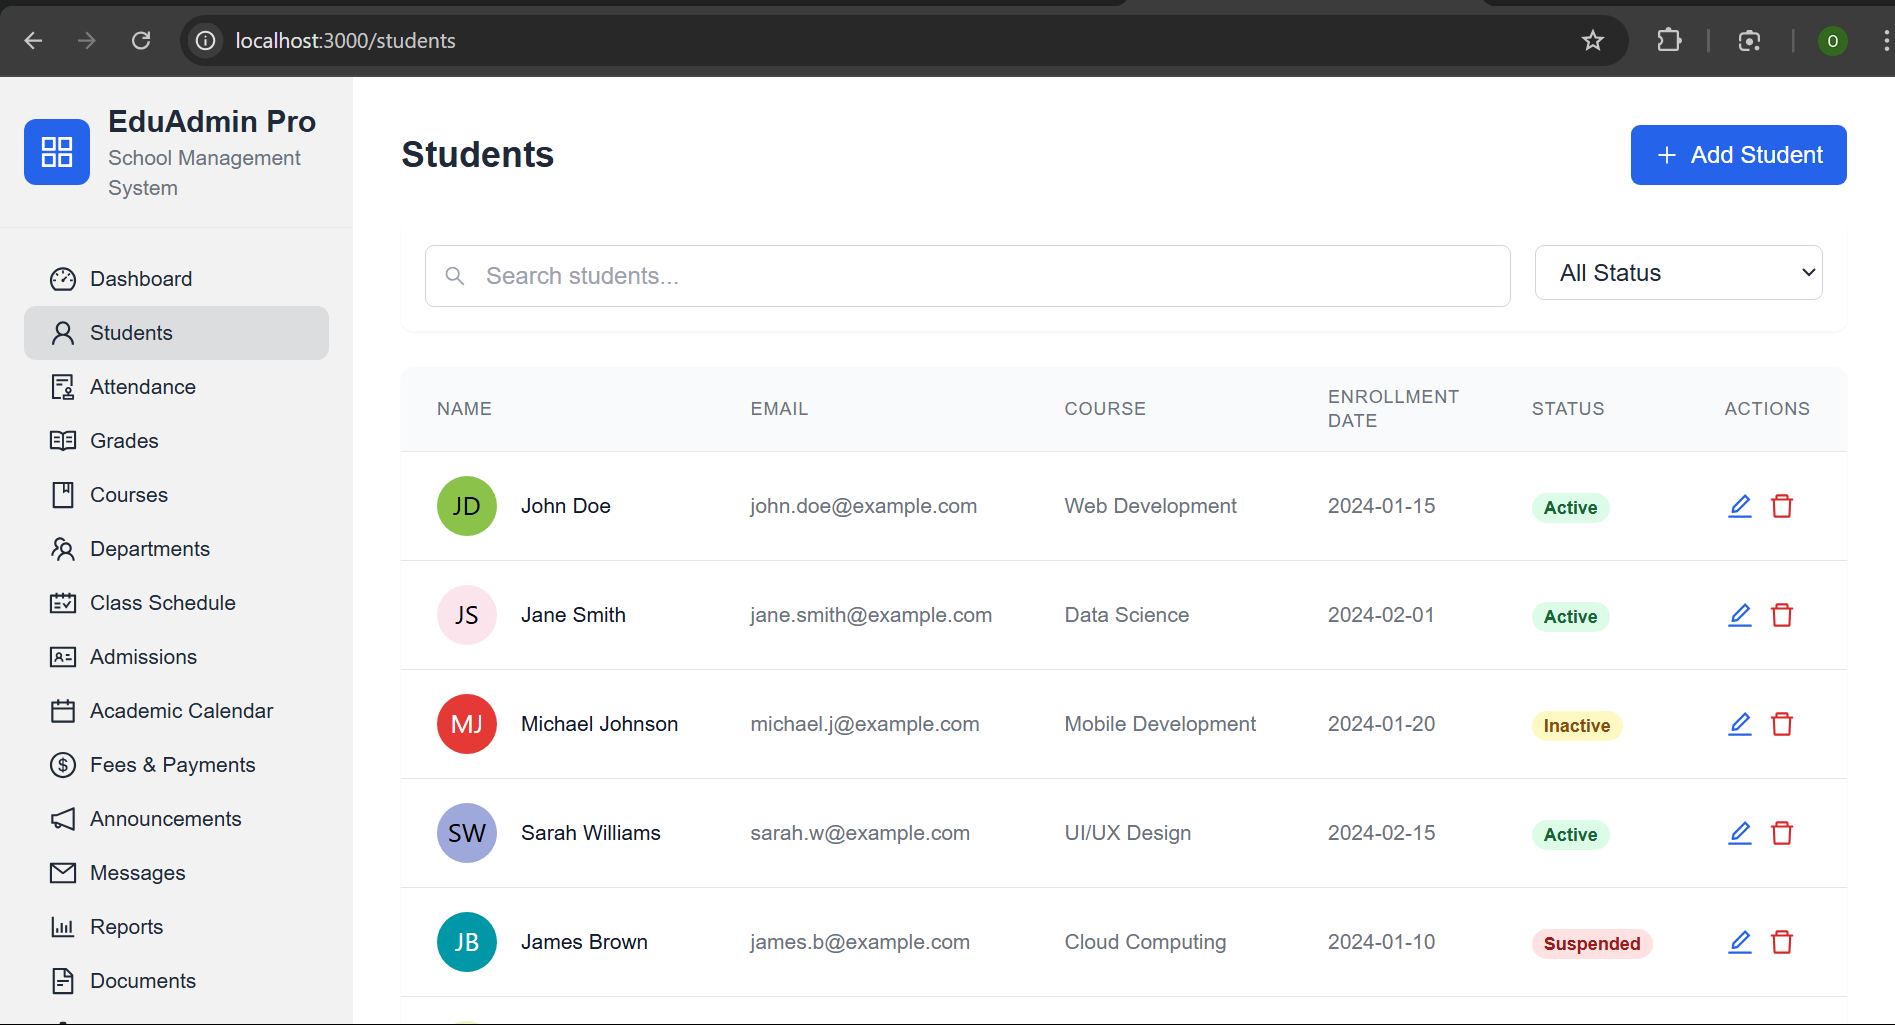 localhost:3000/students
O
EduAdmin Pro
School Management
System
Students
+ Add Student
Search students...
All Status
Dashboard
Students
Attendance
Grades
Courses
Departments
Class Schedule
Admissions
Academic Calendar
Fees & Payments
Announcements
Messages
Reports
Documents
NAME EMAIL COURSE ENROLLMENT DATE STATUS ACTIONS
JD John Doe john.doe@example.com Web Development 2024-01-15 Active
JS Jane Smith jane.smith@example.com Data Science 2024-02-01 Active
MJ Michael Johnson michael.j@example.com Mobile Development 2024-01-20 Inactive
SW Sarah Williams sarah.w@example.com UI/UX Design 2024-02-15 Active
JB James Brown james.b@example.com Cloud Computing 2024-01-10 Suspended